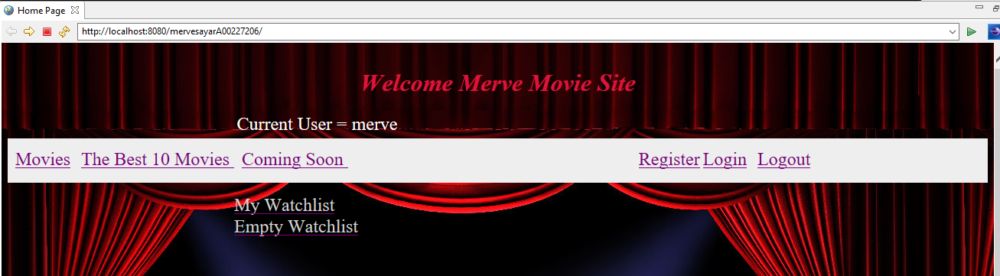 Home Page
http://localhost:8080/mervesayarA00227206/
Welcome Merve Movie Site
Current User = merve
Movies The Best 10 Movies Coming Soon Register Login Logout
My Watchlist
Empty Watchlist